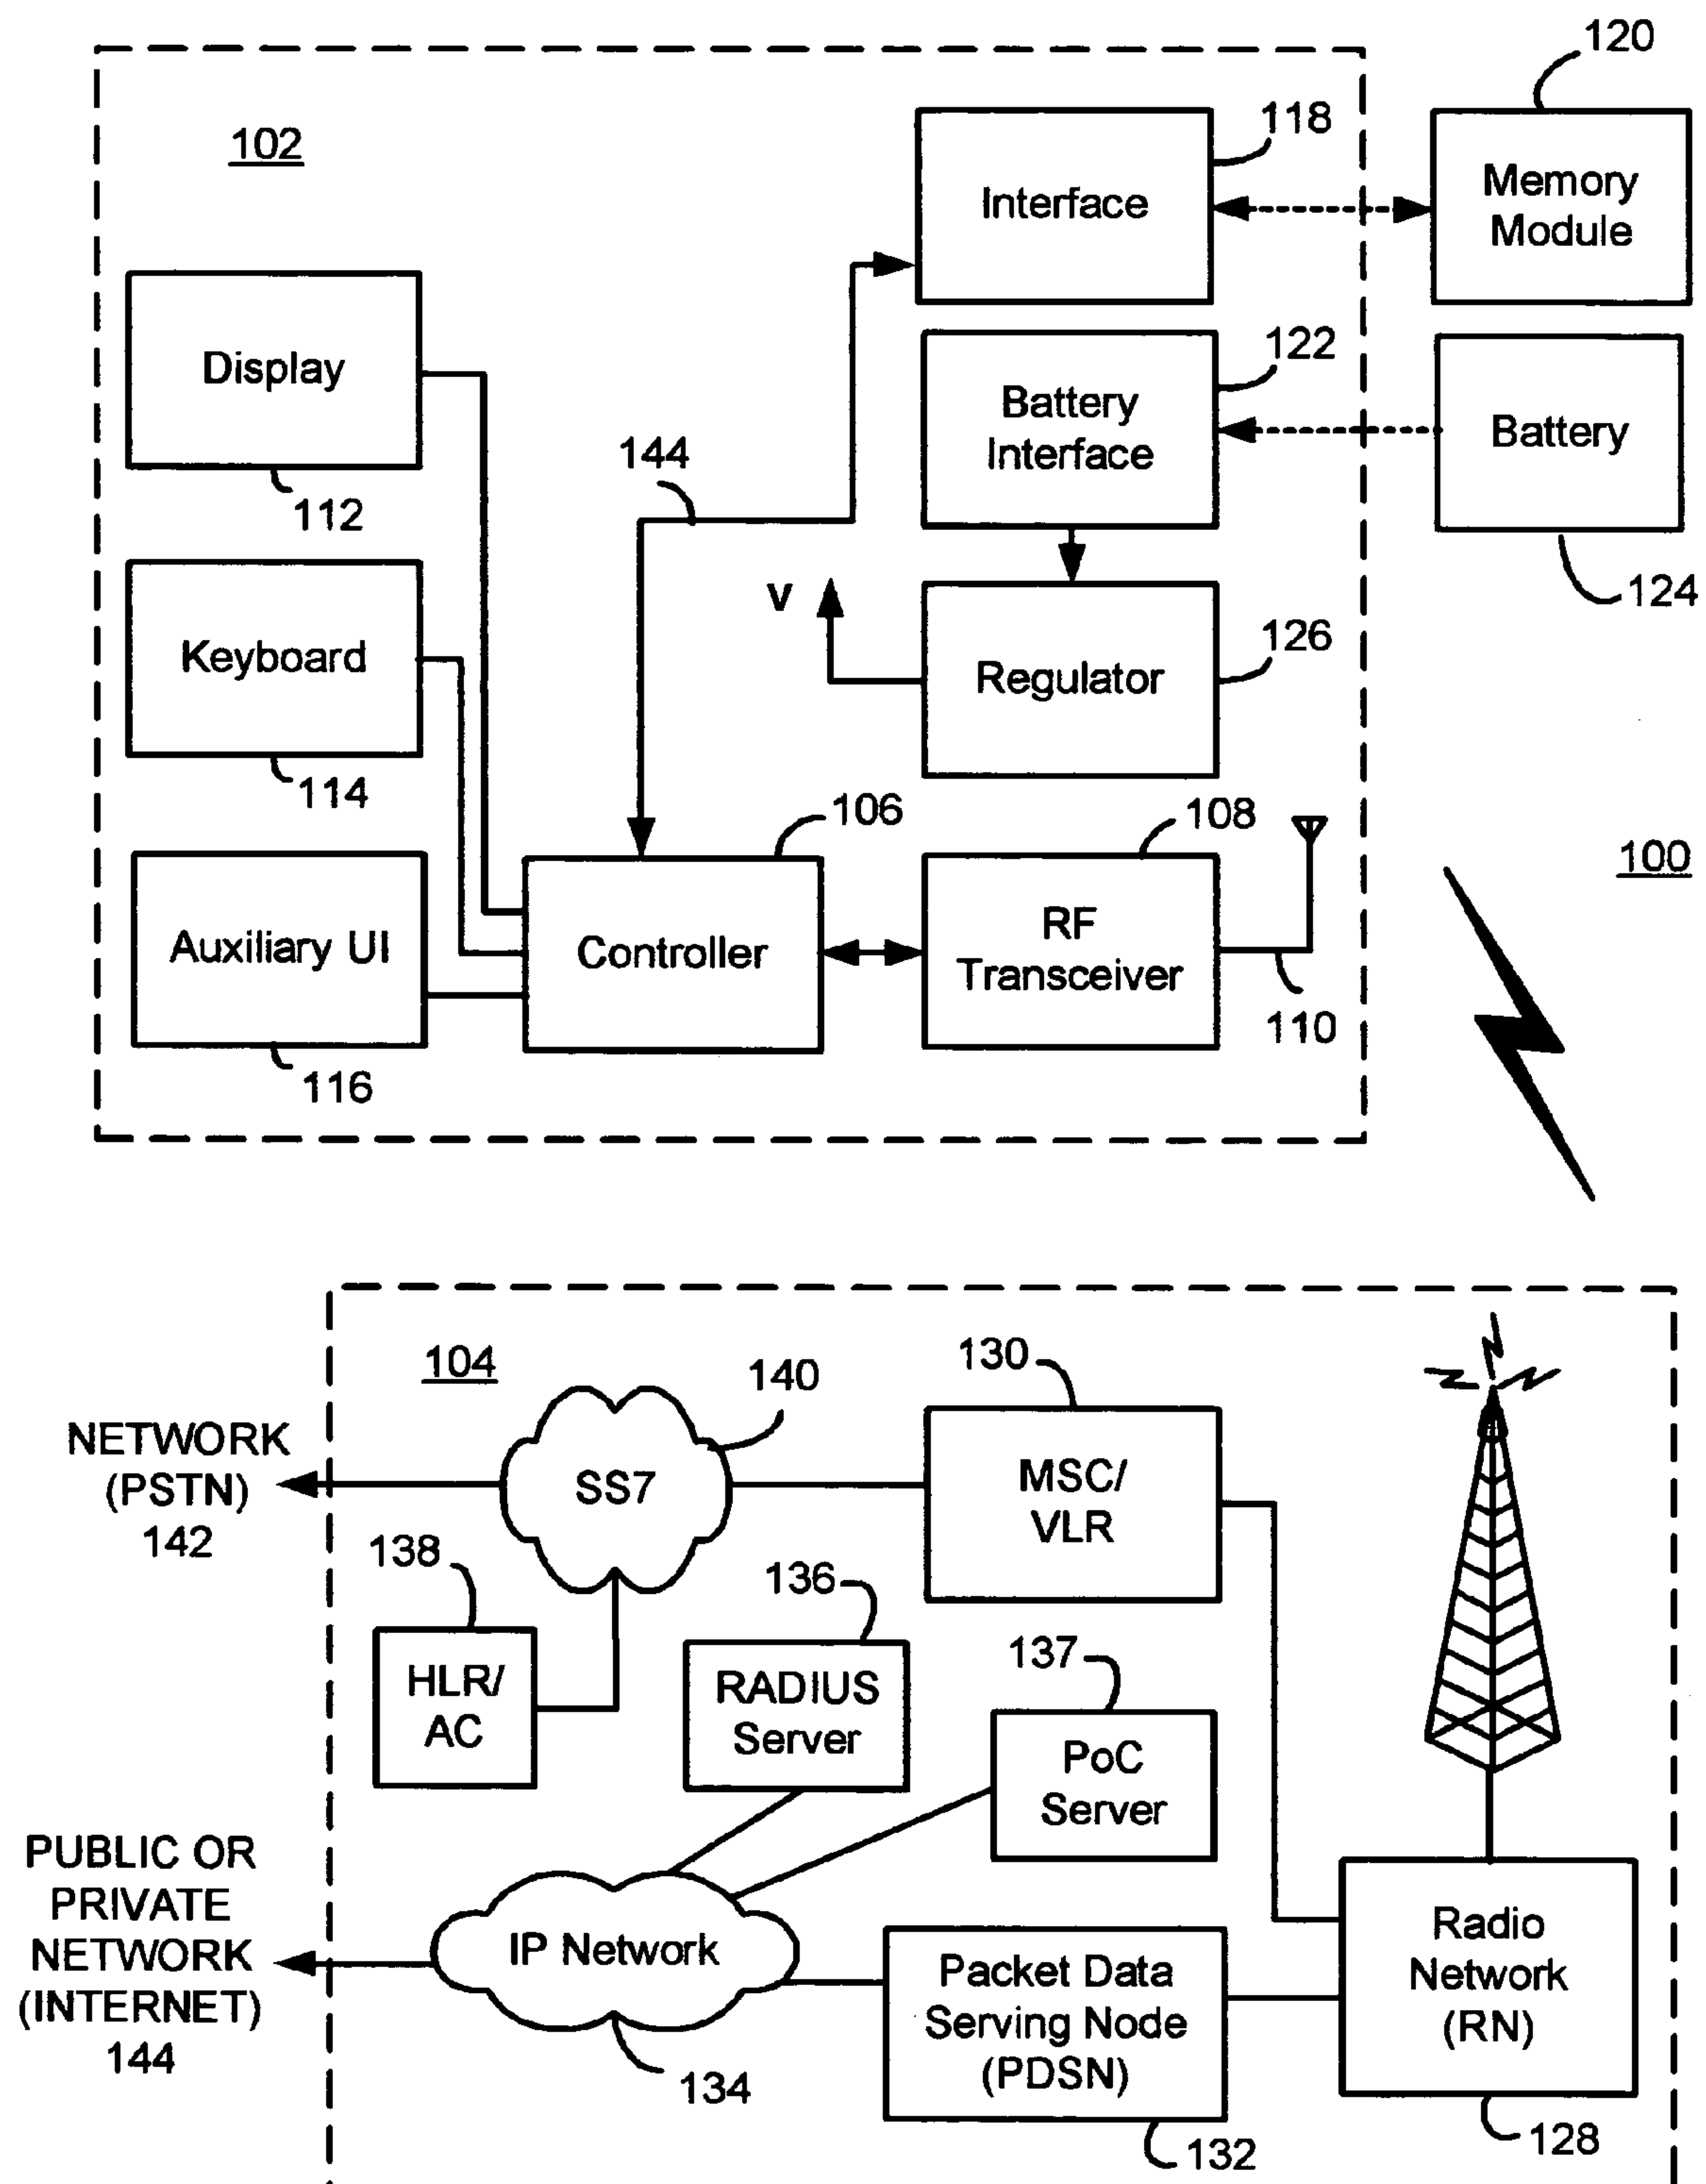 120
118
102
Interface
Memory
Module
Display
122
Battery
Interface
Battery
144
112
124
V
126
Keyboard
Regulator
114
106
108
100
RF
Transceiver
Auxiliary UI
Controller
110
116
130
104
140
NETWORK
(PSTN)
142
SS7
MSC/
VLR
138
136
137
HLR/
AC
RADIUS
Server
PoC
Server
PUBLIC OR
PRIVATE
NETWORK
(INTERNET)
144
IP Network
Packet Data
Serving Node
(PDSN)
Radio
Network
(RN)
134
132
128